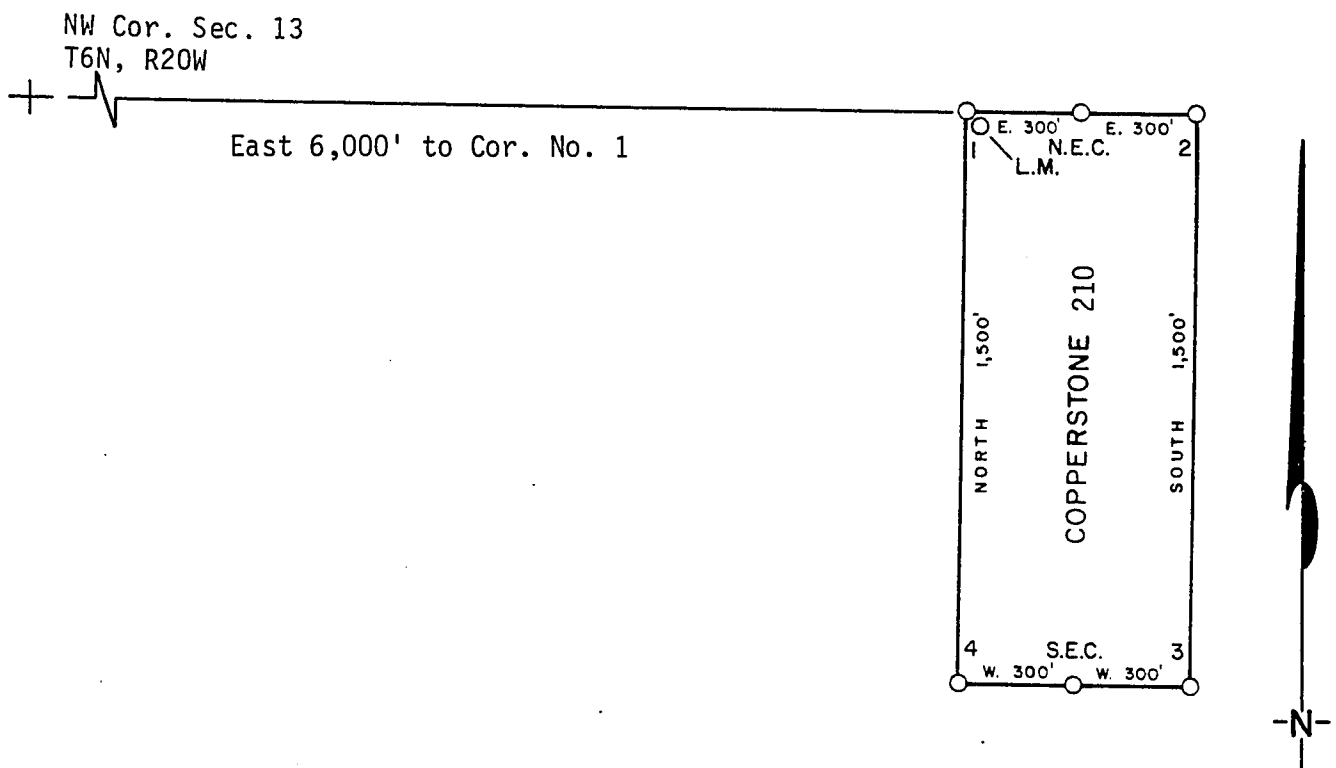 NW Cor. Sec. 13
T6N, R20W
East 6,000' to Cor. No. 1
E. 300' E. 300'
1 N.E.C. 2
L.M.
NORTH 1,500'
COPPERSTONE 210
SOUTH 1,500'
4 S.E.C. 3
W. 300' W. 300'
-N-